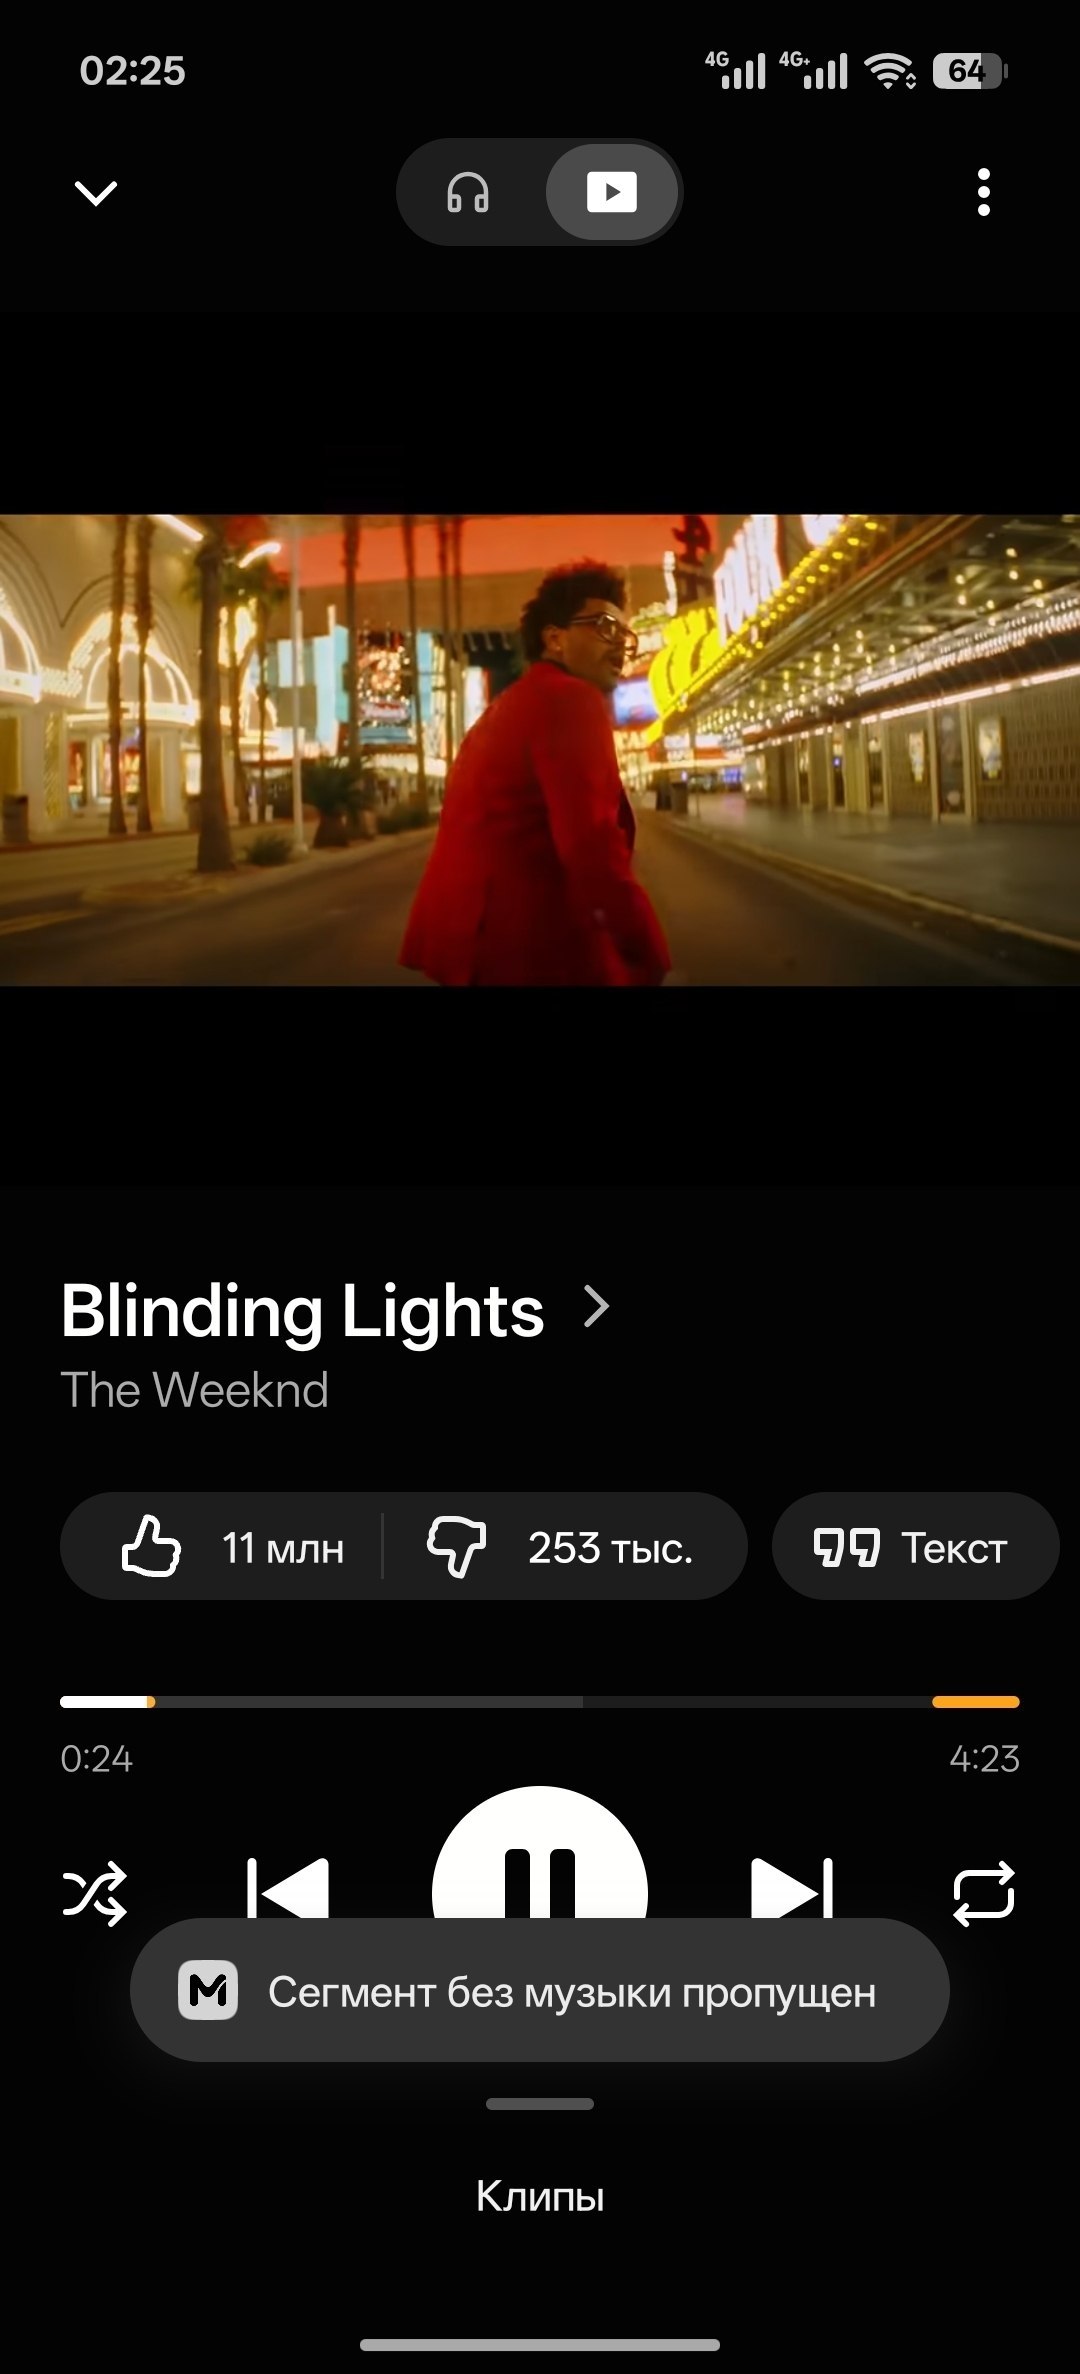 02:25
4G 4G+ 64
Blinding Lights
The Weeknd
11 млн 253 тыс. Текст
0:24 4:23
Сегмент без музыки пропущен
Клипы